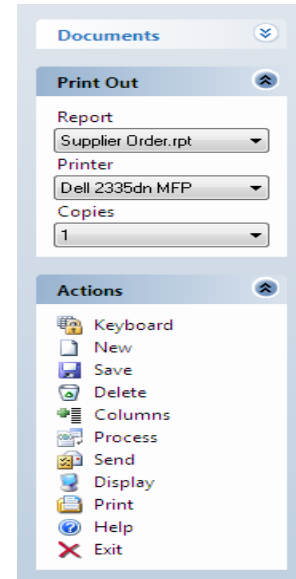 Documents
Print Out
Report
Supplier Order.rpt
Printer
Dell 2335dn MFP
Copies
1
Actions
Keyboard
New
Save
Delete
Columns
Process
Send
Display
Print
Help
Exit